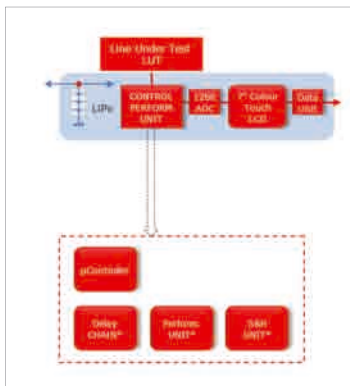 Line Under Test
LUT
LIPs
CONTROL
PERFORM
UNIT
12Bit
ADC
7" Colour
Touch
LCD
Data
µController
Delay
CHAIN*
Perform
UNIT*
S&H
UNIT*